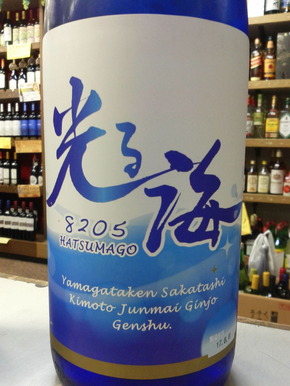 光る海
8205
HATSUMAGO
Yamagataken Sakatashi
Kimoto Junmai Ginjo
Genshu.